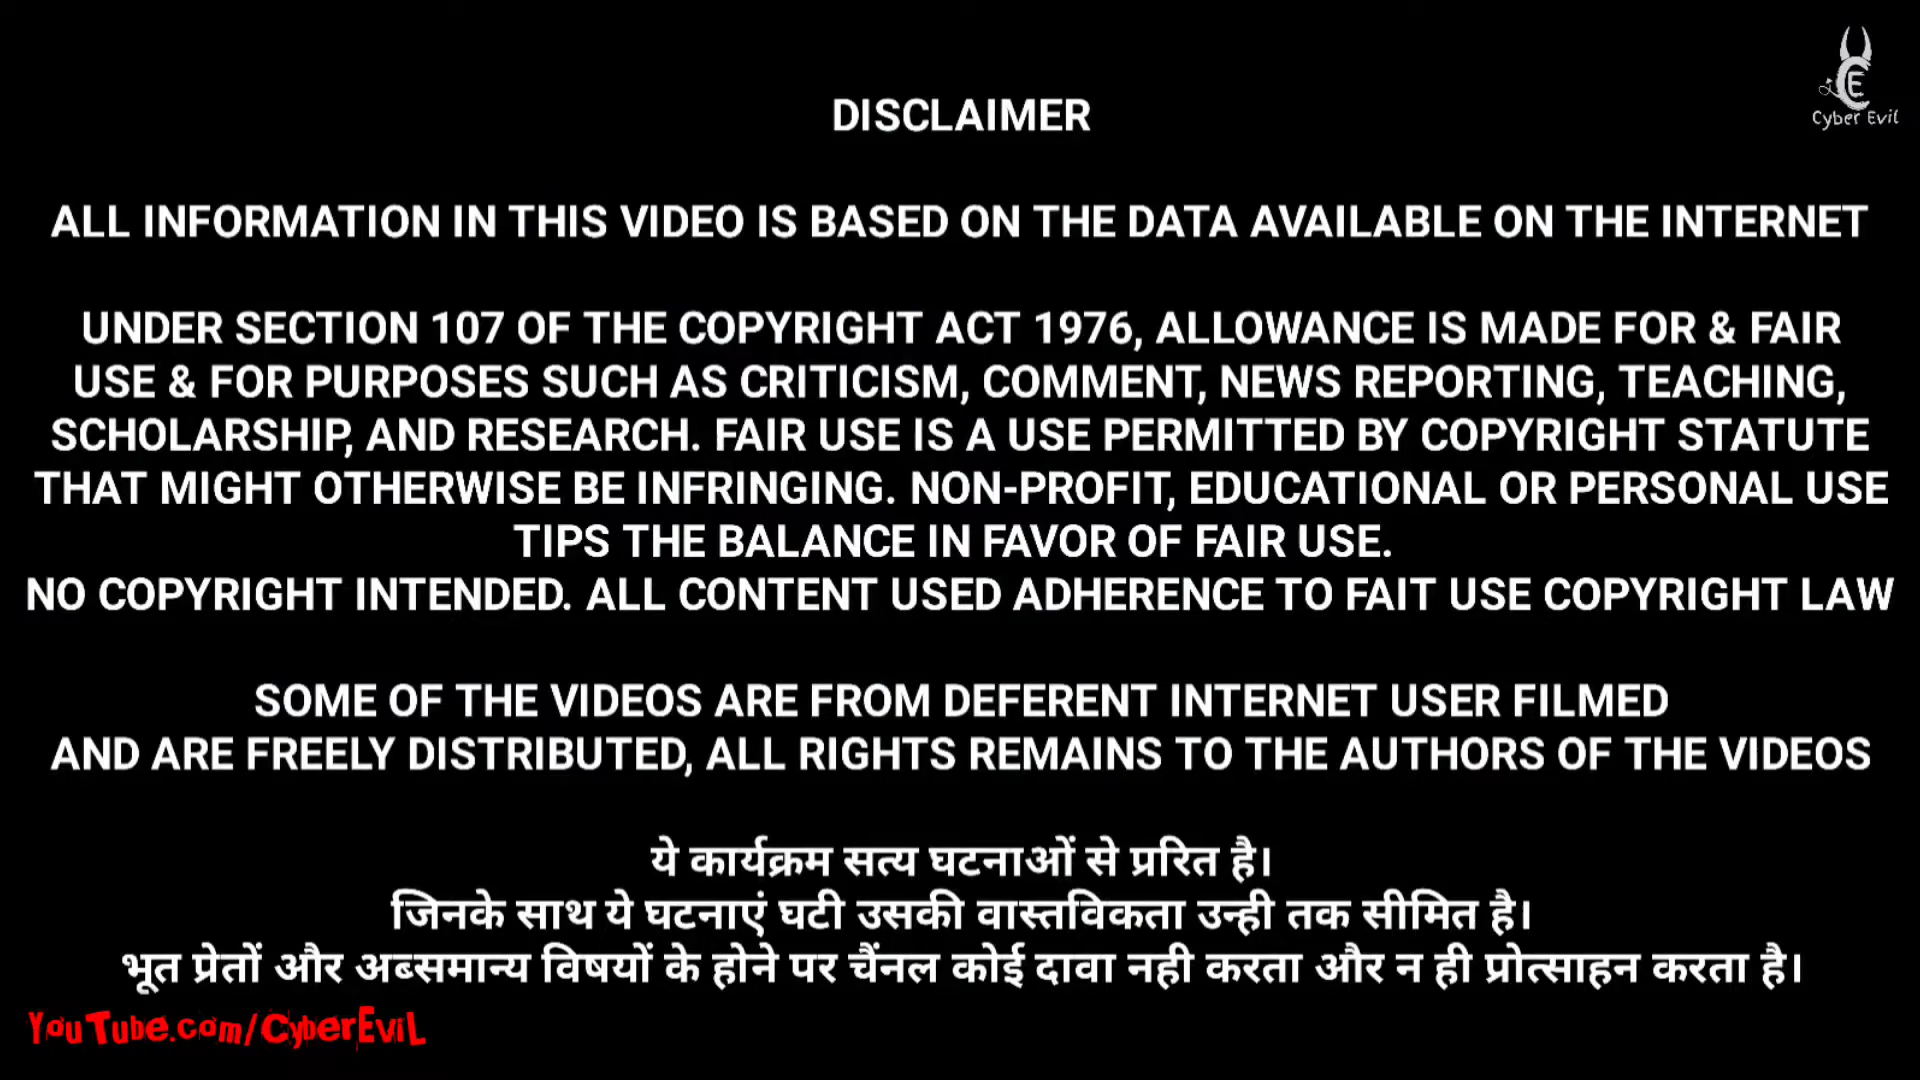 CE
Cyber Evil
DISCLAIMER
ALL INFORMATION IN THIS VIDEO IS BASED ON THE DATA AVAILABLE ON THE INTERNET
UNDER SECTION 107 OF THE COPYRIGHT ACT 1976, ALLOWANCE IS MADE FOR & FAIR
USE & FOR PURPOSES SUCH AS CRITICISM, COMMENT, NEWS REPORTING, TEACHING,
SCHOLARSHIP, AND RESEARCH. FAIR USE IS A USE PERMITTED BY COPYRIGHT STATUTE
THAT MIGHT OTHERWISE BE INFRINGING. NON-PROFIT, EDUCATIONAL OR PERSONAL USE
TIPS THE BALANCE IN FAVOR OF FAIR USE.
NO COPYRIGHT INTENDED. ALL CONTENT USED ADHERENCE TO FAIT USE COPYRIGHT LAW
SOME OF THE VIDEOS ARE FROM DEFERENT INTERNET USER FILMED
AND ARE FREELY DISTRIBUTED, ALL RIGHTS REMAINS TO THE AUTHORS OF THE VIDEOS
ये कार्यक्रम सत्य घटनाओं से प्ररित है।
जिनके साथ ये घटनाएं घटी उसकी वास्तविकता उन्ही तक सीमित है।
भूत प्रेतों और अब्समान्य विषयों के होने पर चैंनल कोई दावा नही करता और न ही प्रोत्साहन करता है।
YouTube.com/CyberEviL